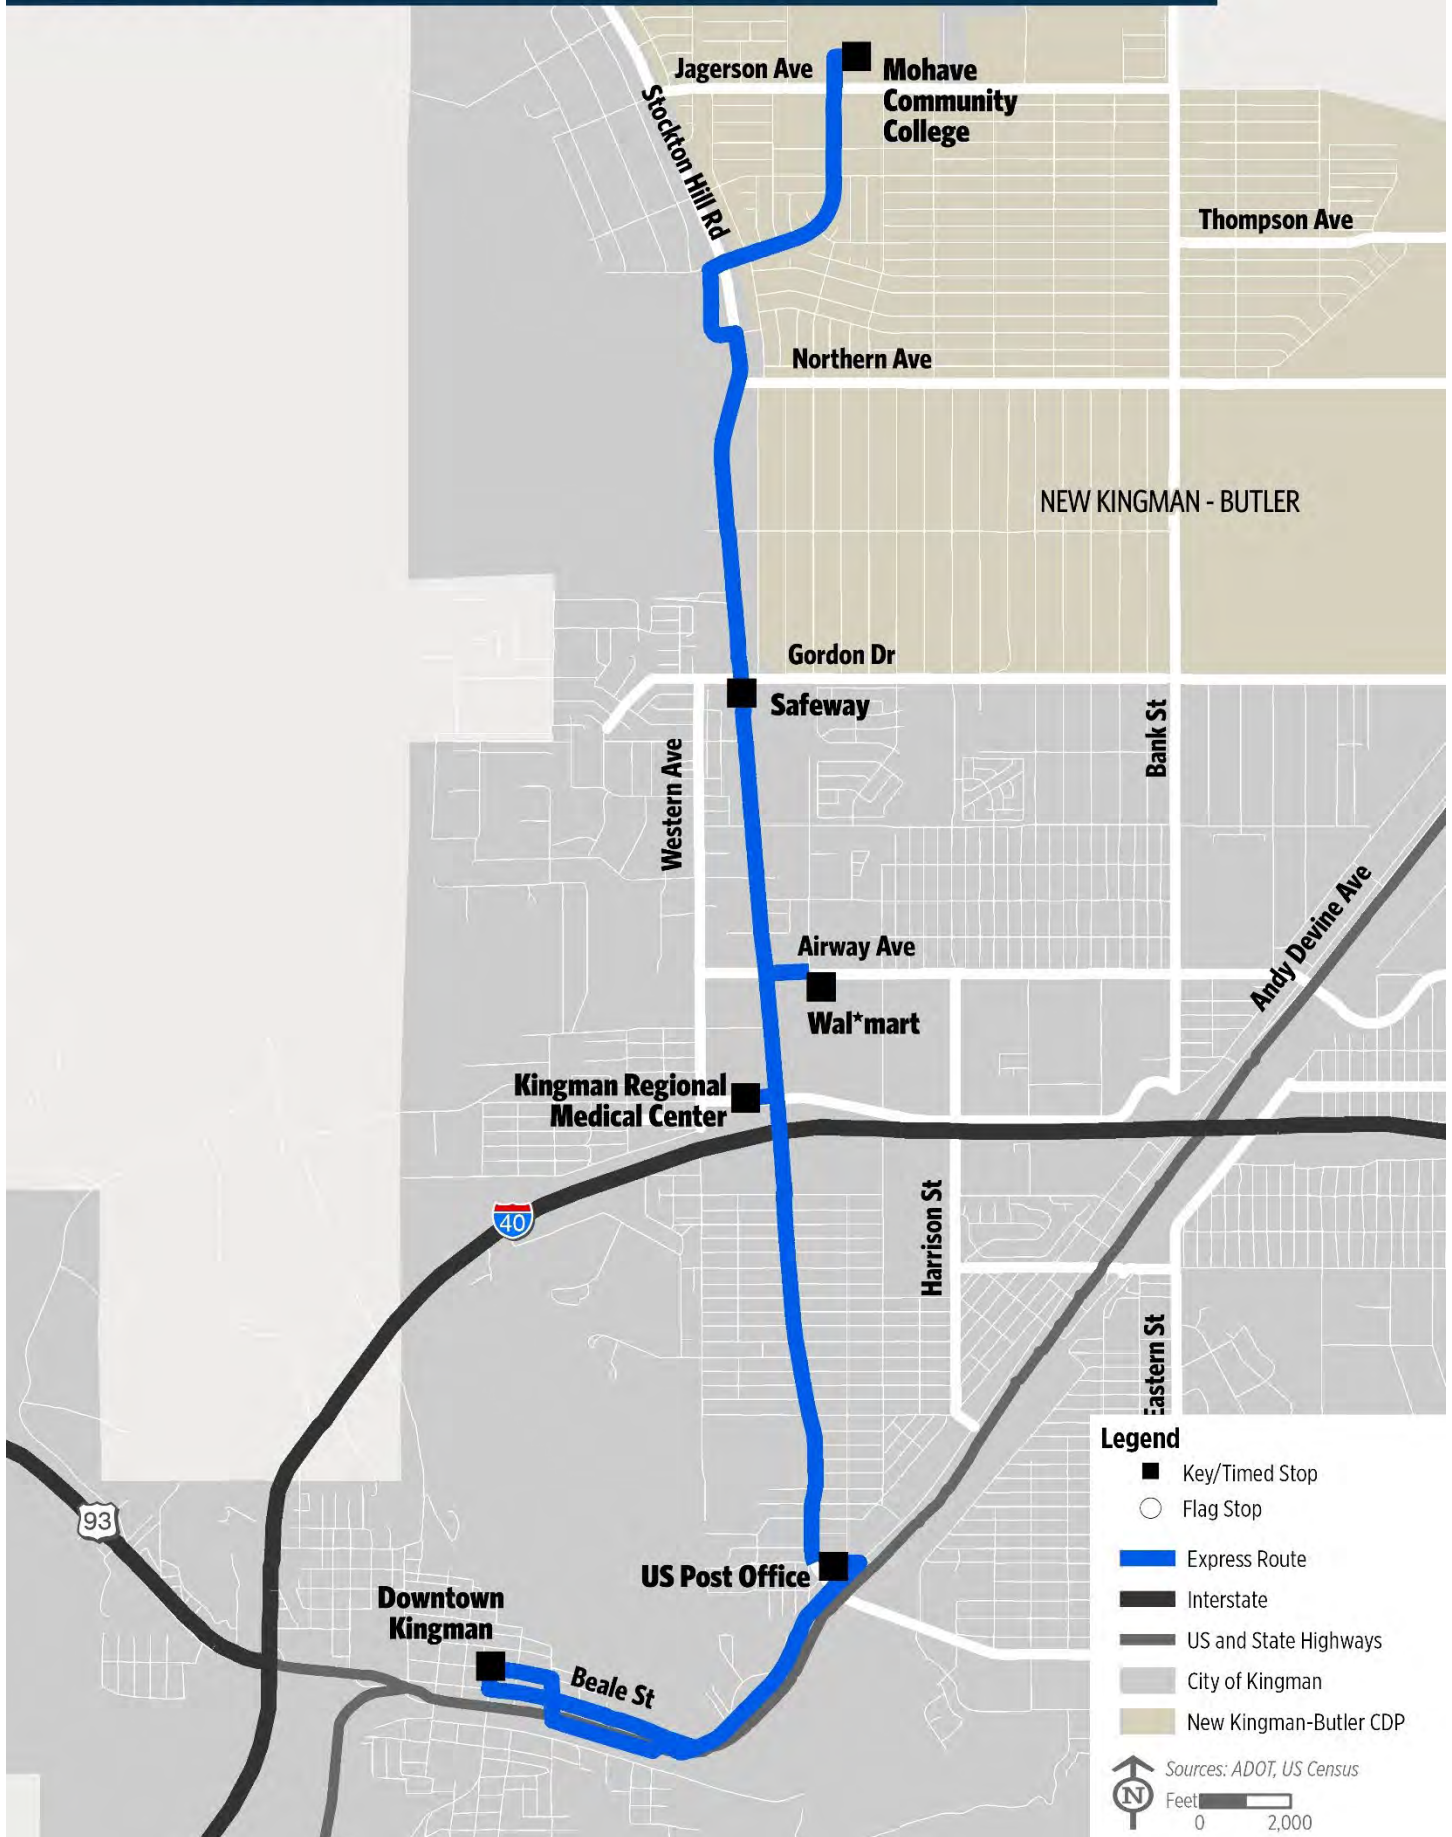 Jagerson Ave
Mohave
Community
College
Stockton Hill Rd
Thompson Ave
Northern Ave
NEW KINGMAN - BUTLER
Gordon Dr
Safeway
Bank St
Western Ave
Andy Devine Ave
Airway Ave
Wal*mart
Kingman Regional
Medical Center
Harrison St
40
Eastern St
93
US Post Office
Downtown
Kingman
Beale St
Legend
Key/Timed Stop
Flag Stop
Express Route
Interstate
US and State Highways
City of Kingman
New Kingman-Butler CDP
Sources: ADOT, US Census
N
Feet
0 2,000